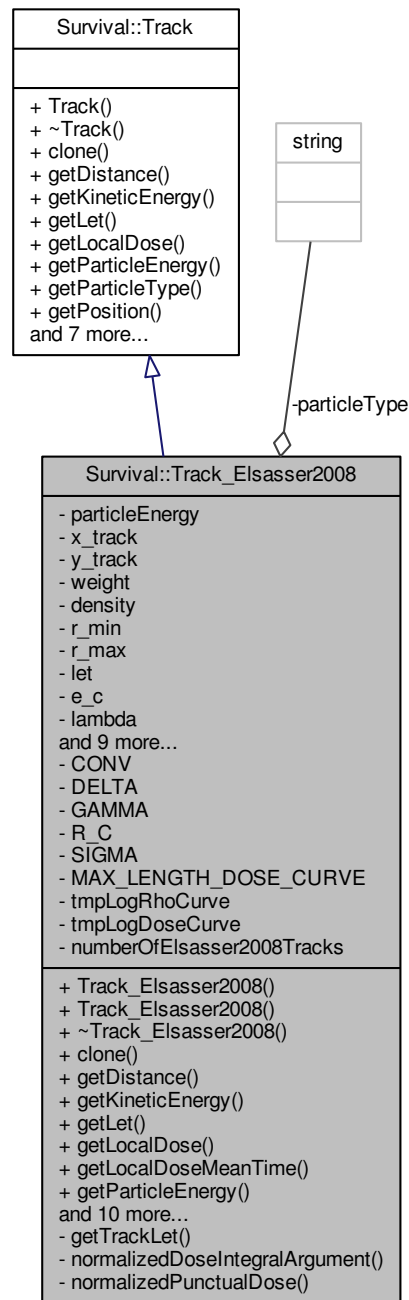 Survival::Track
+ Track()
+ ~Track()
+ clone()
+ getDistance()
+ getKineticEnergy()
+ getLet()
+ getLocalDose()
+ getParticleEnergy()
+ getParticleType()
+ getPosition()
and 7 more...
string
-particleType
Survival::Track_Elsasser2008
- particleEnergy
- x_track
- y_track
- weight
- density
- r_min
- r_max
- let
- e_c
- lambda
and 9 more...
- CONV
- DELTA
- GAMMA
- R_C
- SIGMA
- MAX_LENGTH_DOSE_CURVE
- tmpLogRhoCurve
- tmpLogDoseCurve
- numberOfElsasser2008Tracks
+ Track_Elsasser2008()
+ Track_Elsasser2008()
+ ~Track_Elsasser2008()
+ clone()
+ getDistance()
+ getKineticEnergy()
+ getLet()
+ getLocalDose()
+ getLocalDoseMeanTime()
+ getParticleEnergy()
and 10 more...
- getTrackLet()
- normalizedDoseIntegralArgument()
- normalizedPunctualDose()